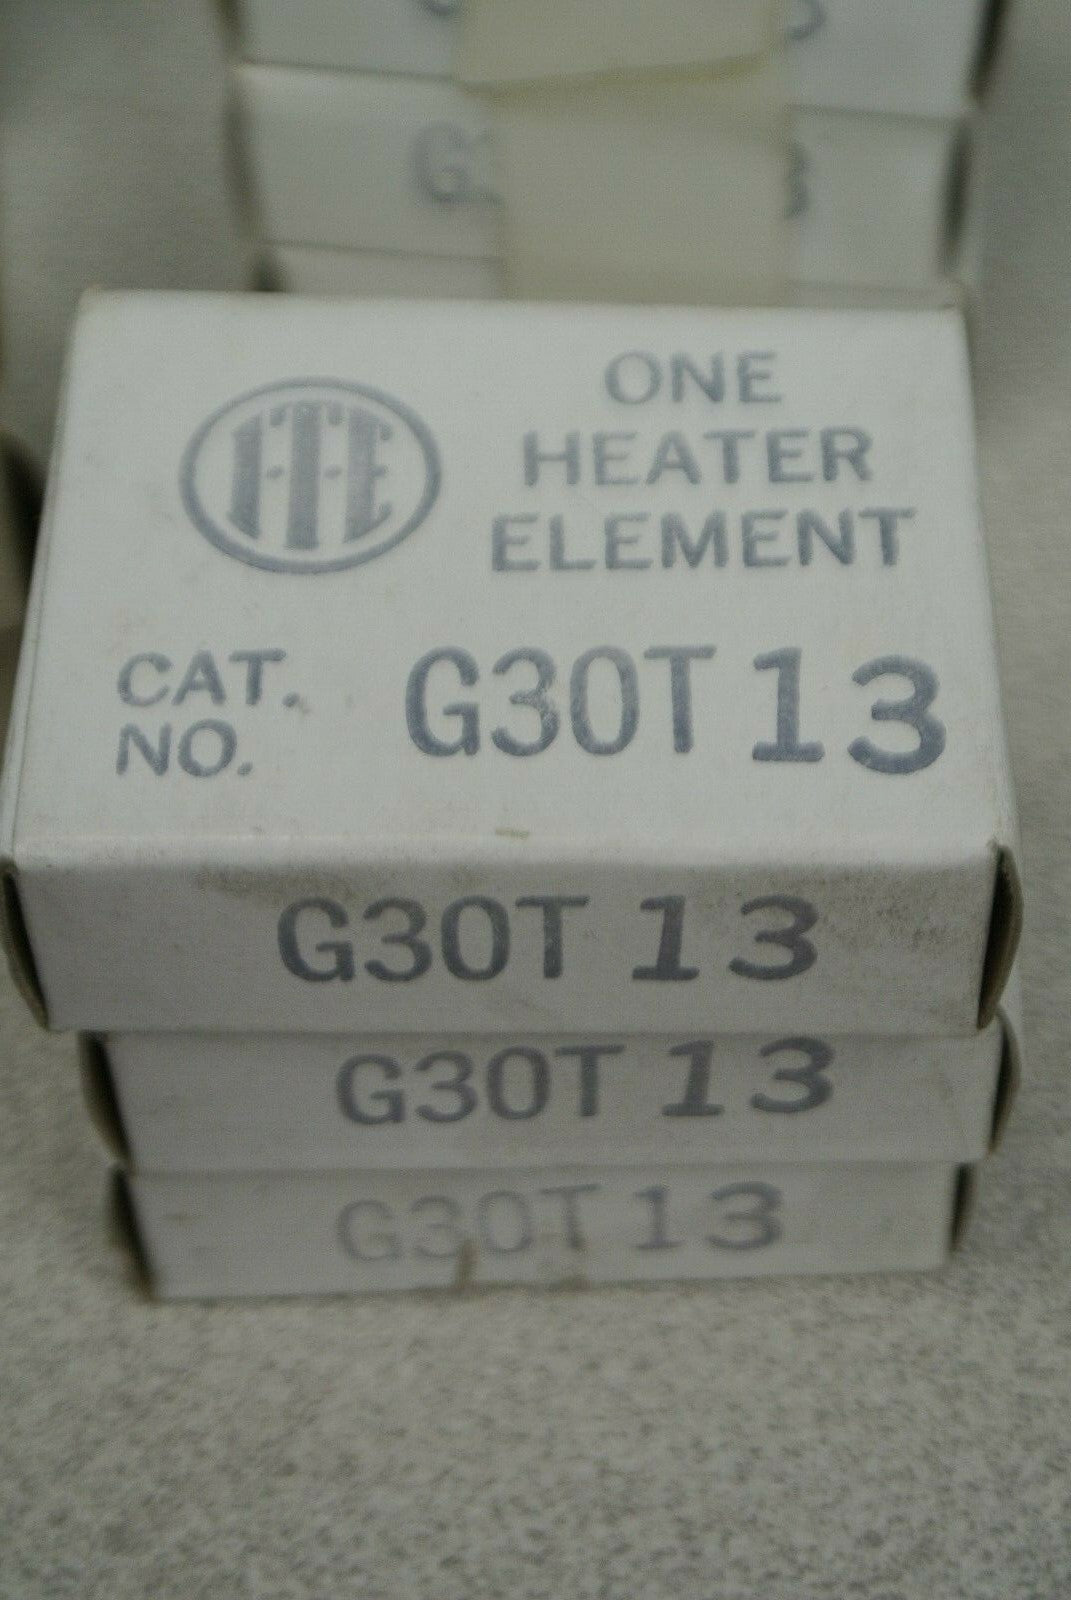 G
ITE
ONE
HEATER
ELEMENT
CAT.
NO.
G30T 13
G30T 13
G30T 13
G30T 13